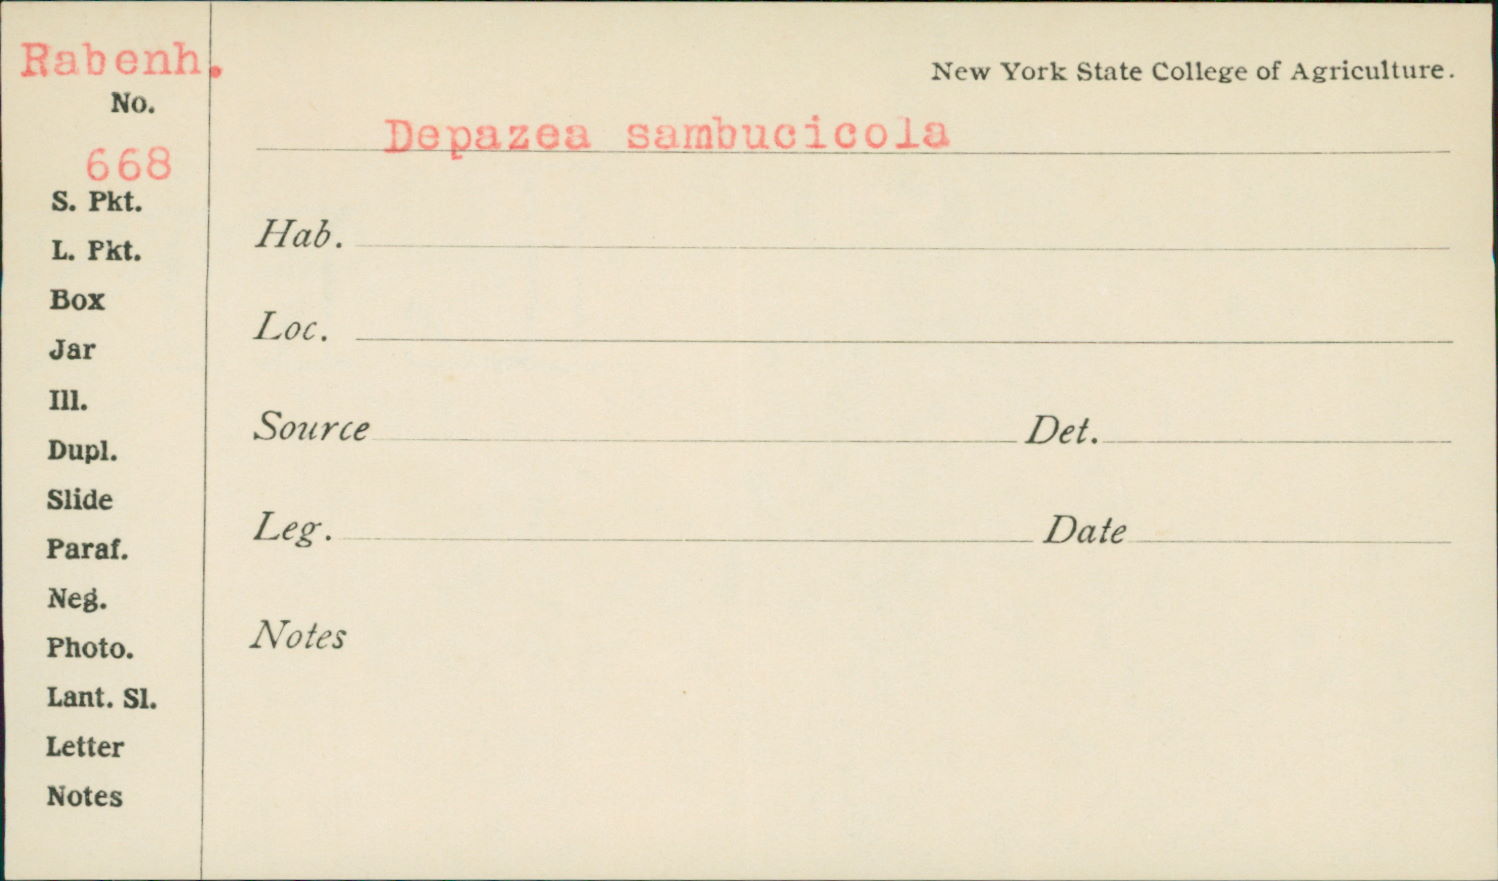 Rabenh.
No.
668
S. Pkt.
L. Pkt.
Box
Jar
Ill.
Dupl.
Slide
Paraf.
Neg.
Photo.
Lant. Sl.
Letter
Notes
New York State College of Agriculture.
Depazea sambucicola
Hab.
Loc.
Source Det.
Leg. Date
Notes